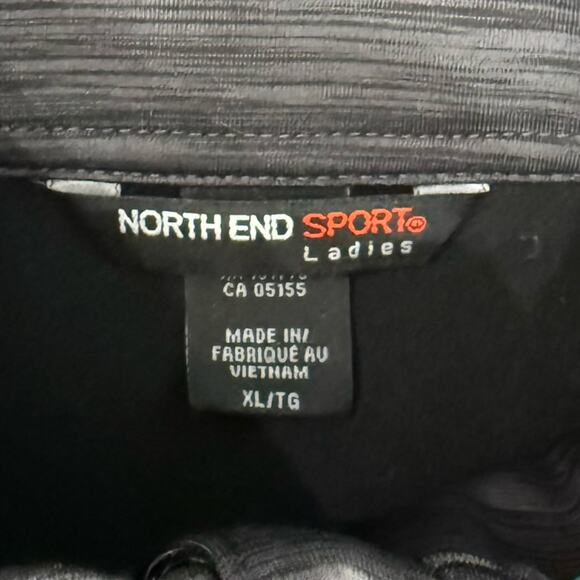 NORTH END SPORT
Ladies
CA 05155
MADE IN/
FABRIQUÉ AU
VIETNAM
XL/TG